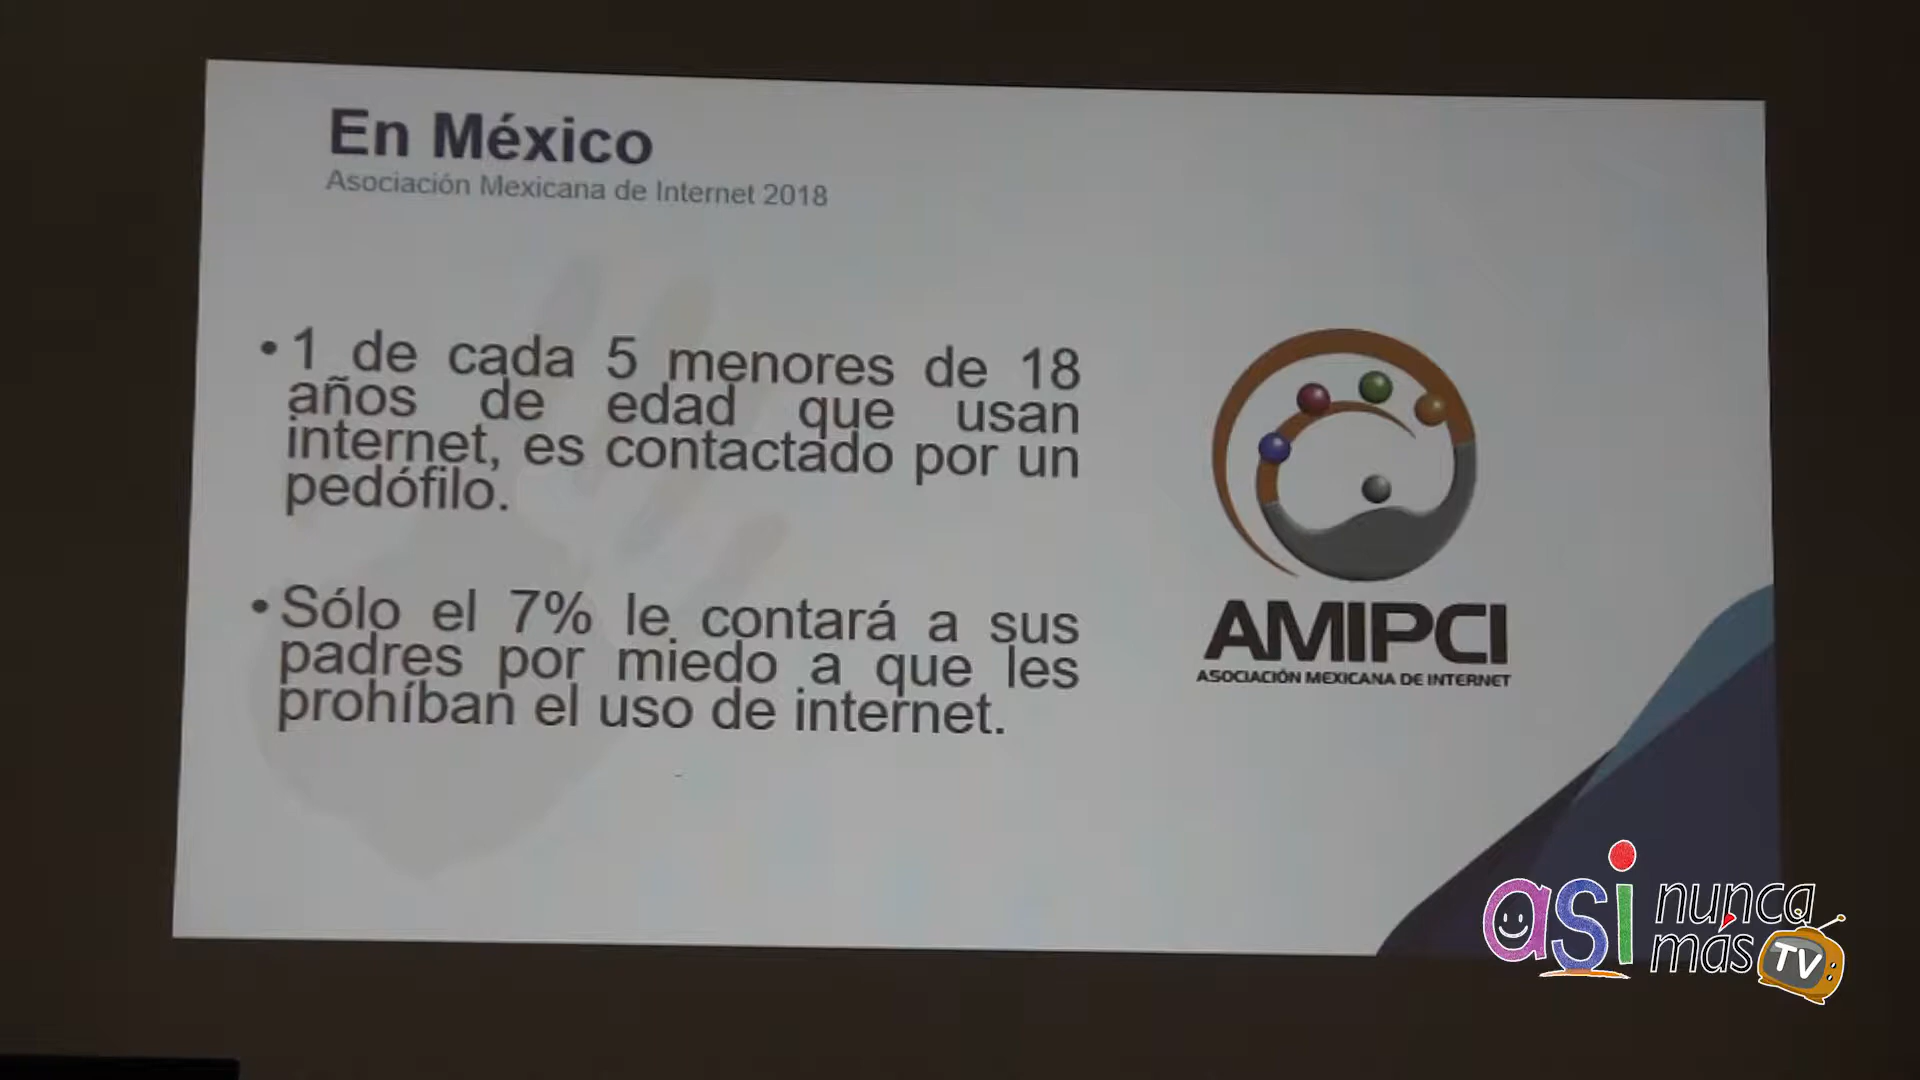 En México
Asociación Mexicana de Internet 2018
• 1 de cada 5 menores de 18
años de edad que usan
internet, es contactado por un
pedófilo.
• Sólo el 7% le contará a sus
padres por miedo a que les
prohíban el uso de internet.
AMIPCI
ASOCIACIÓN MEXICANA DE INTERNET
asi nunca
más TV